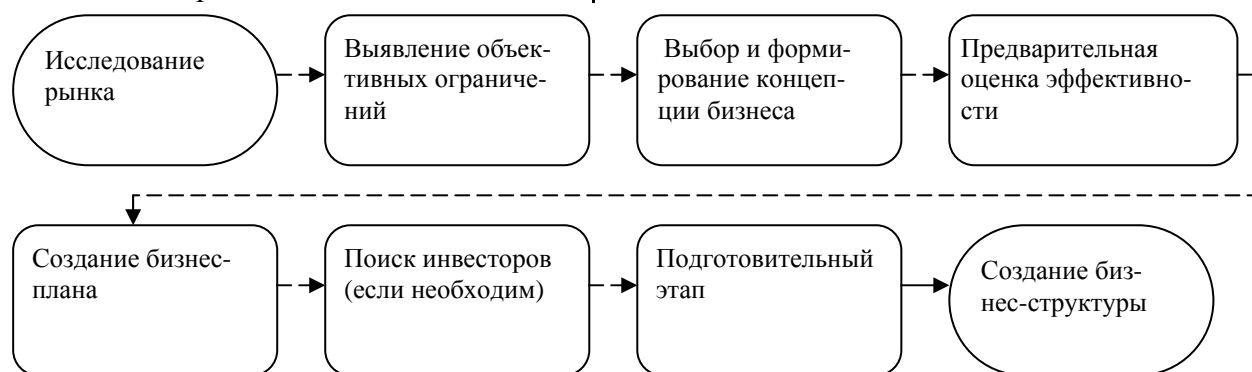 Исследование
рынка
Выявление объек-
тивных ограниче-
ний
Выбор и форми-
рование концеп-
ции бизнеса
Предварительная
оценка эффективно-
сти
Создание бизнес-
плана
Поиск инвесторов
(если необходим)
Подготовительный
этап
Создание биз-
нес-структуры